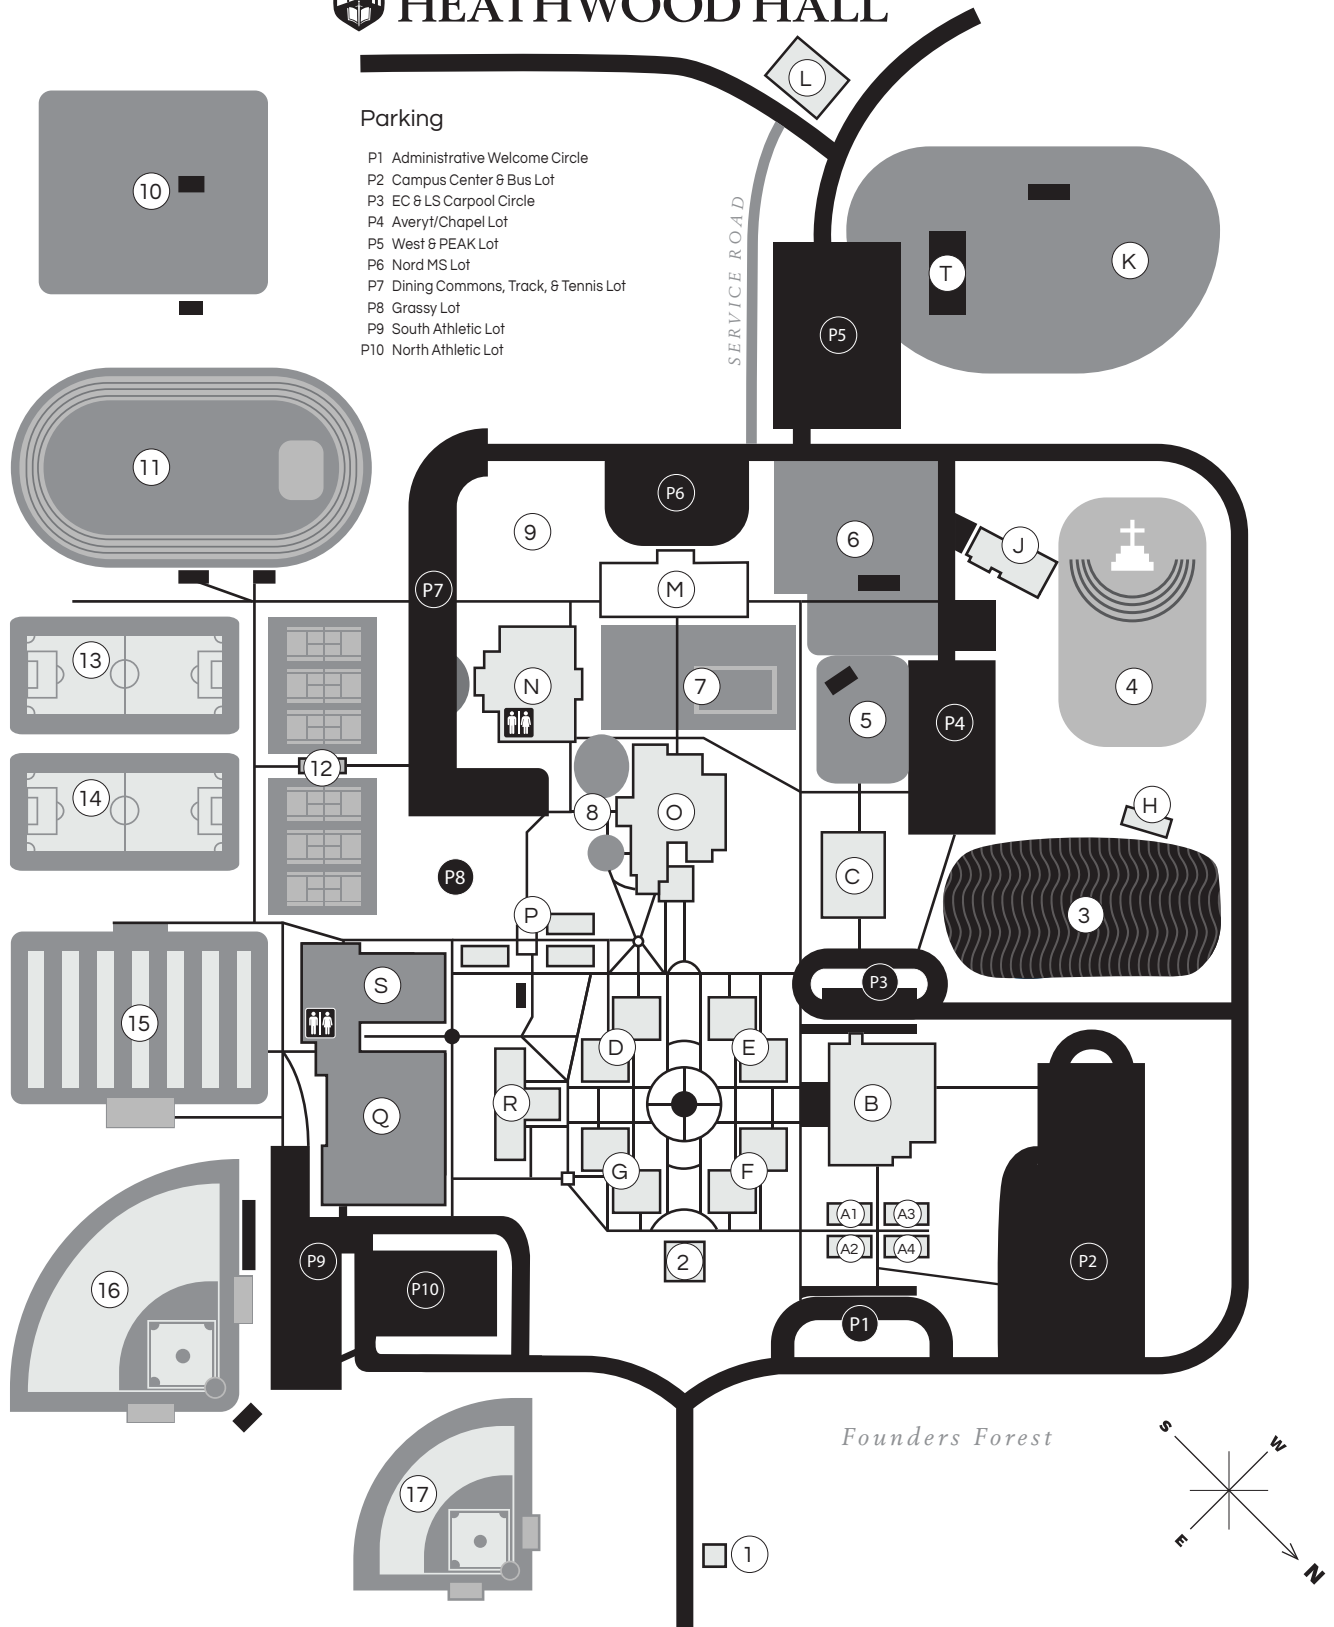 HEATHWOOD HALL
L
Parking
P1 Administrative Welcome Circle
P2 Campus Center & Bus Lot
P3 EC & LS Carpool Circle
P4 Averyt/Chapel Lot
P5 West & PEAK Lot
P6 Nord MS Lot
P7 Dining Commons, Track, & Tennis Lot
P8 Grassy Lot
P9 South Athletic Lot
P10 North Athletic Lot
10
SERVICE ROAD
T
K
P5
11
P6
9
6
J
P7
M
13
N
7
5
P4
4
12
14
8
O
H
P8
C
P
3
S
P3
15
D
E
R
B
Q
G
F
A1
A3
A2
A4
2
P9
P2
16
P10
P1
Founders Forest
S
W
17
E
1
N